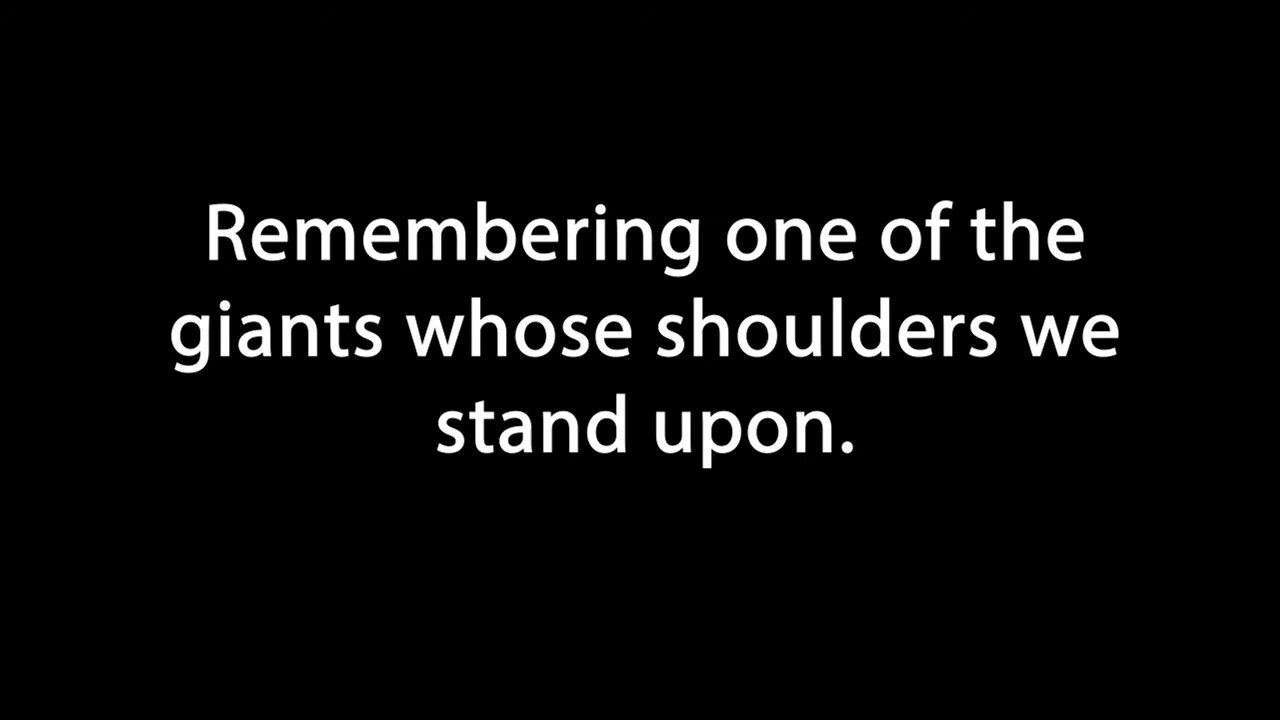 Remembering one of the
giants whose shoulders we
stand upon.